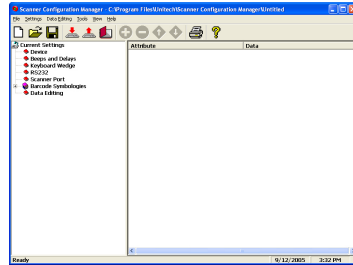 Scanner Configuration Manager - C:\Program Files\Unitech\Scanner Configuration Manager\Untitled
File Settings Data Editing Tools View Help
Current Settings
Device
Beeps and Delays
Keyboard Wedge
RS232
Scanner Port
Barcode Symbologies
Data Editing
Attribute Data
Ready 9/12/2005 3:32 PM